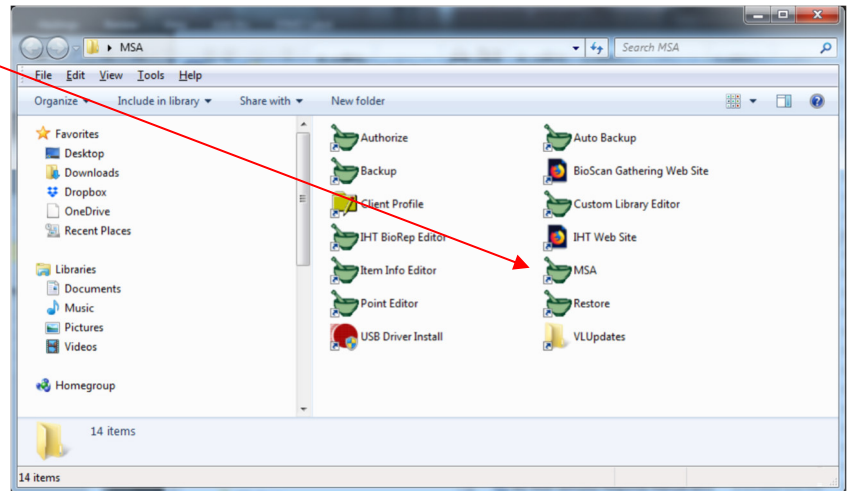 MSA
Search MSA
File Edit View Tools Help
Organize Include in library Share with New folder
Favorites
Desktop
Downloads
Dropbox
OneDrive
Recent Places
Libraries
Documents
Music
Pictures
Videos
Homegroup
Authorize Auto Backup
Backup BioScan Gathering Web Site
Client Profile Custom Library Editor
IHT BioRep Editor IHT Web Site
Item Info Editor MSA
Point Editor Restore
USB Driver Install VLUpdates
14 items
14 items